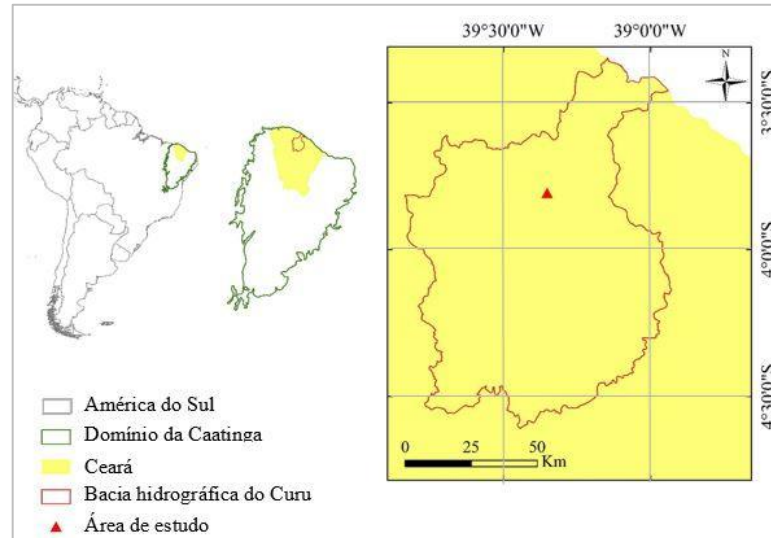 39°30'0"W 39°0'0"W
N
3°30'0"S
4°0'0"S
4°30'0"S
América do Sul
Domínio da Caatinga
Ceará
Bacia hidrográfica do Curu
Área de estudo
0 25 50
Km